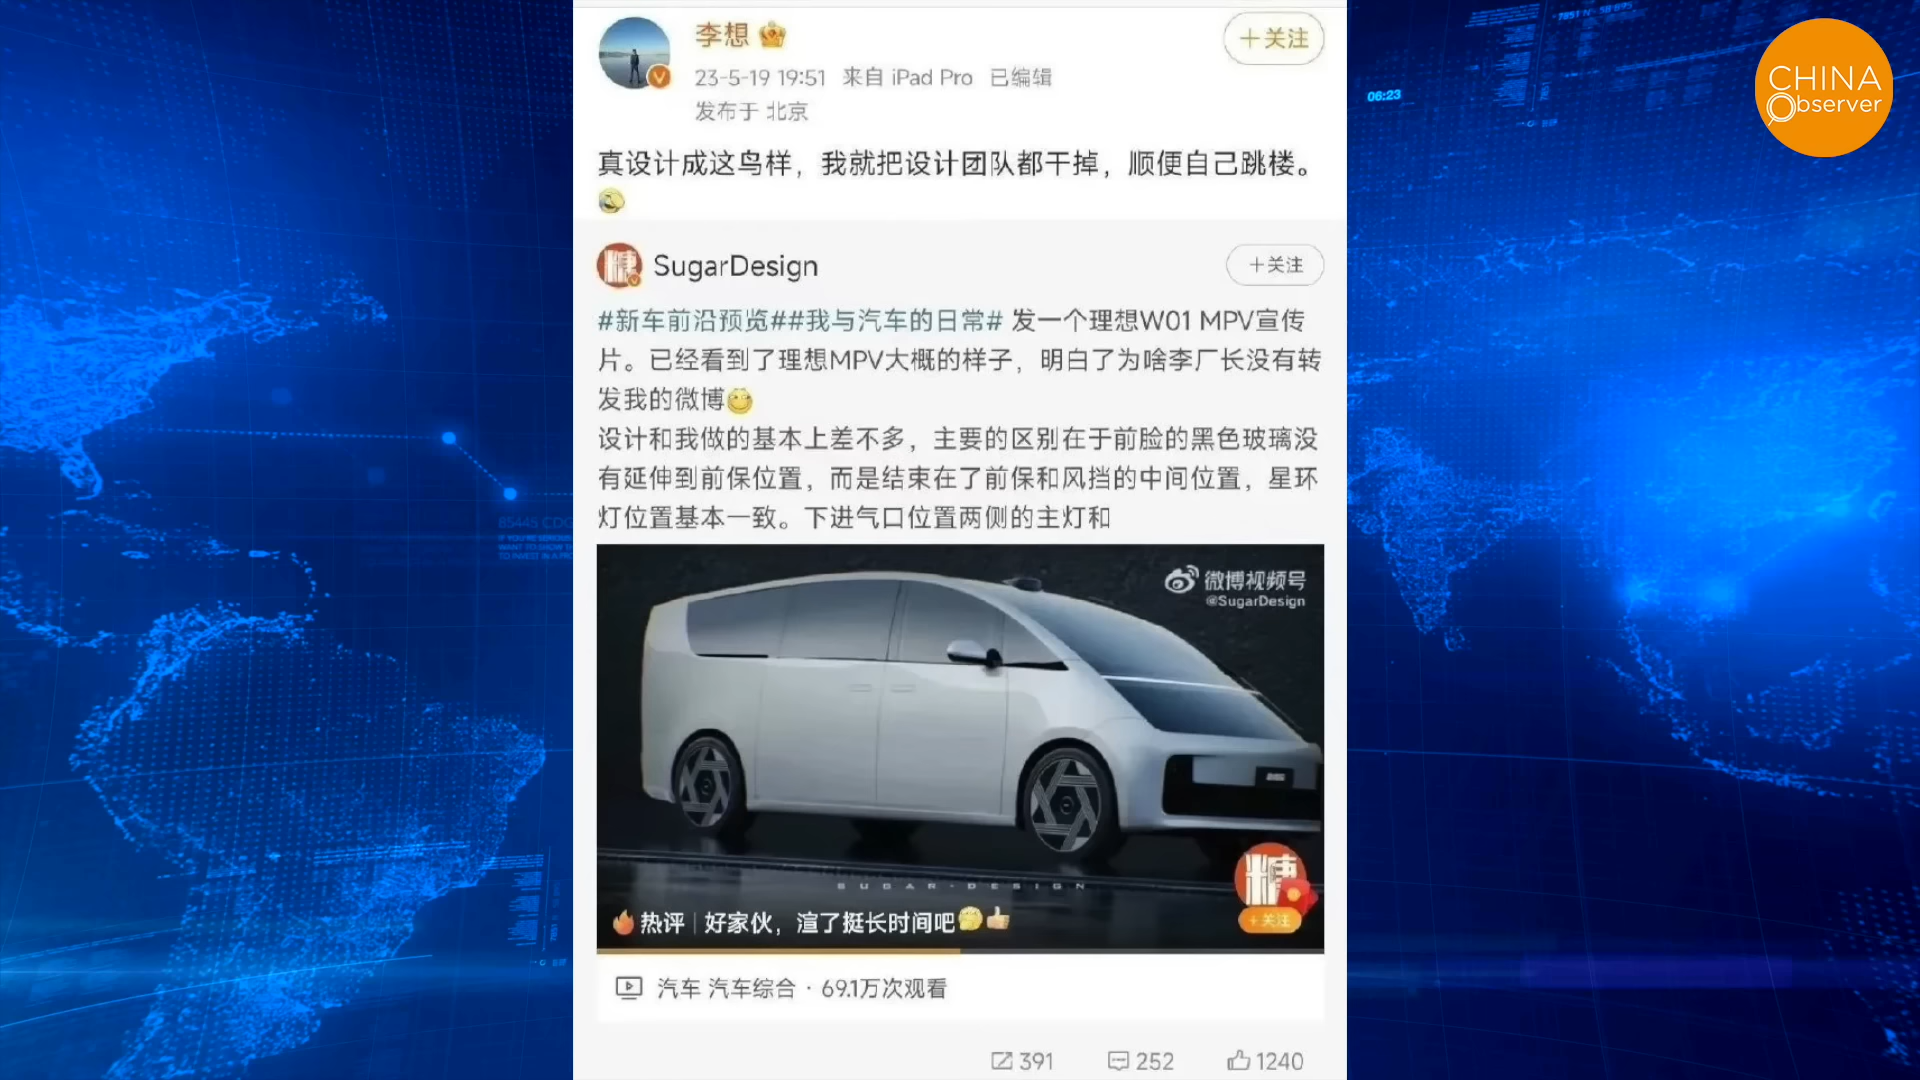 李想
+关注
23-5-19 19:51 来自 iPad Pro 已编辑
发布于 北京
真设计成这鸟样，我就把设计团队都干掉，顺便自己跳楼。
糖
SugarDesign
+关注
#新车前沿预览##我与汽车的日常# 发一个理想W01 MPV宣传
片。已经看到了理想MPV大概的样子，明白了为啥李厂长没有转
发我的微博
设计和我做的基本上差不多，主要的区别在于前脸的黑色玻璃没
有延伸到前保位置，而是结束在了前保和风挡的中间位置，星环
灯位置基本一致。下进气口位置两侧的主灯和
微博视频号
@SugarDesign
SUGAR-DESIGN
糖
+关注
热评 | 好家伙，渲了挺长时间吧
汽车 汽车综合 · 69.1万次观看
391 252 1240
CHINA
Observer
06:23